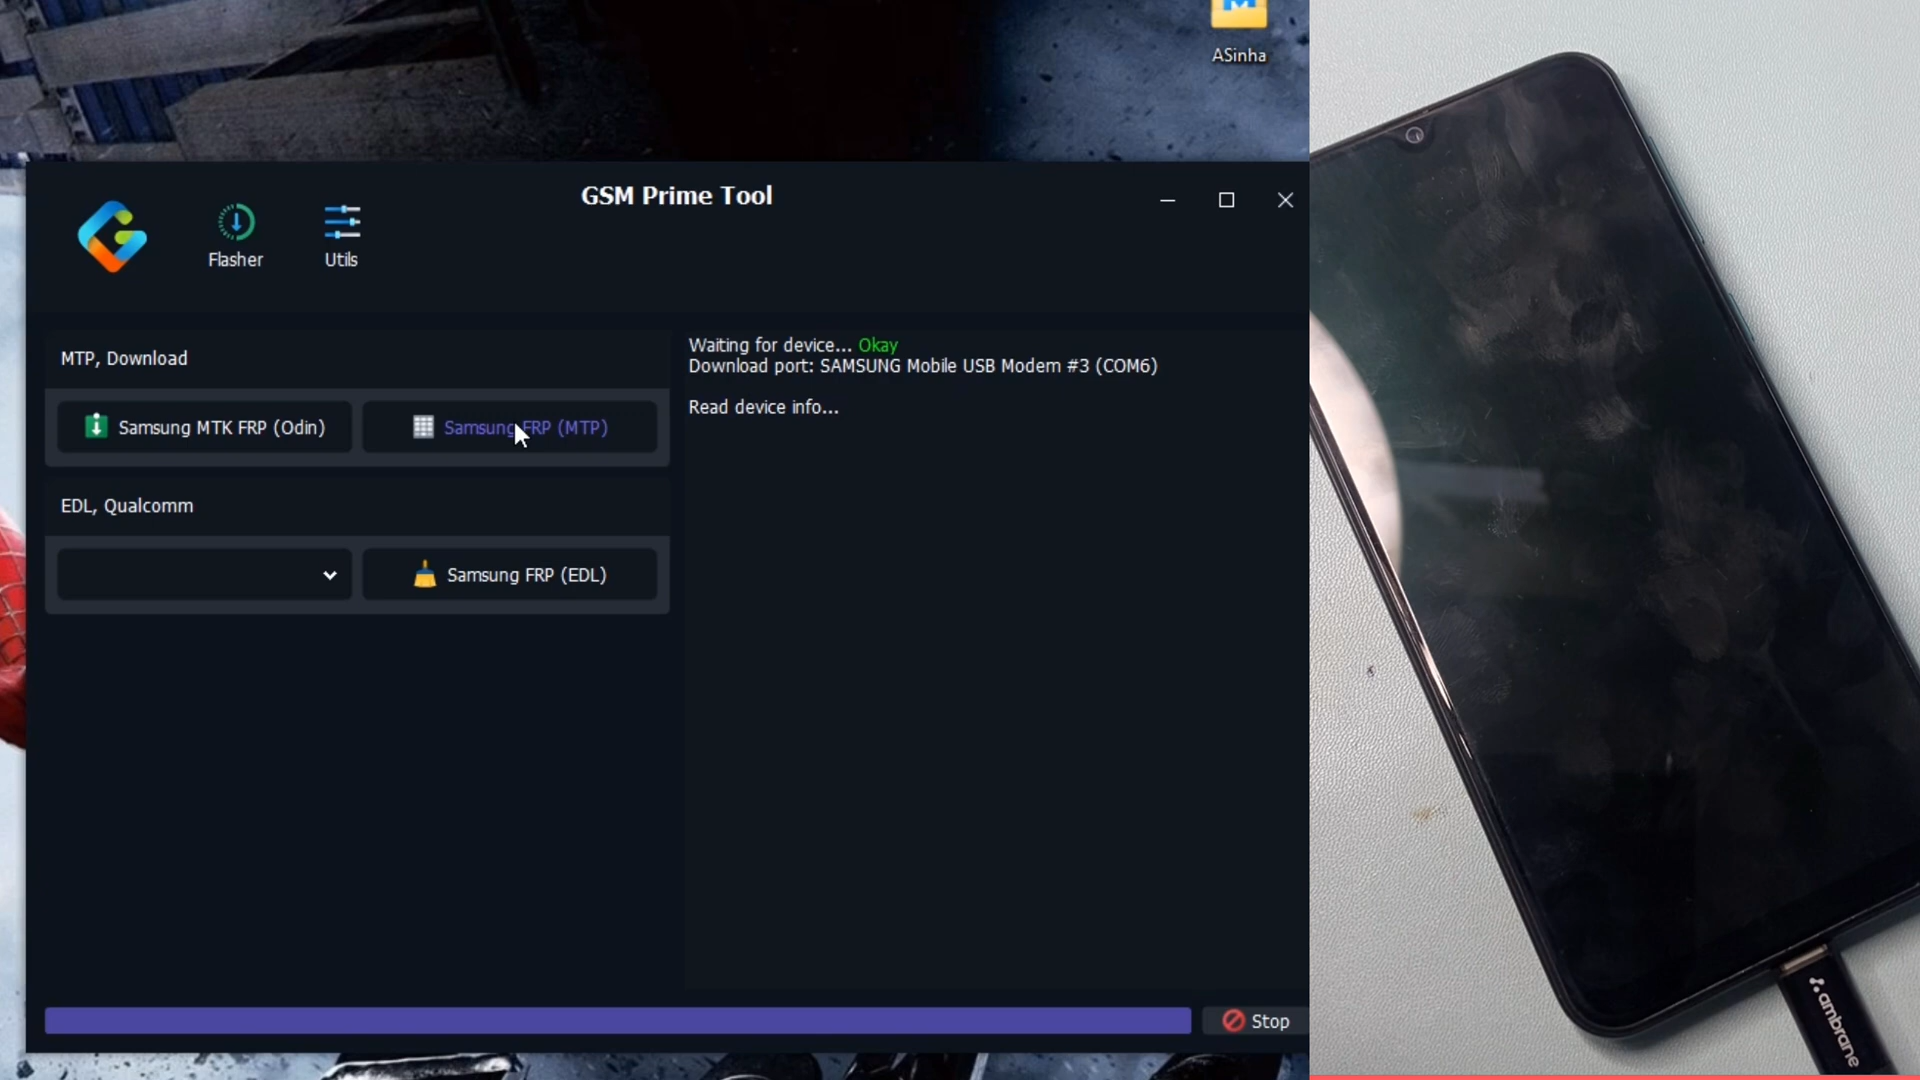 ASinha
GSM Prime Tool
Flasher
Utils
MTP, Download
Samsung MTK FRP (Odin)
Samsung FRP (MTP)
EDL, Qualcomm
Samsung FRP (EDL)
Waiting for device... Okay
Download port: SAMSUNG Mobile USB Modem #3 (COM6)
Read device info...
Stop
ambrane